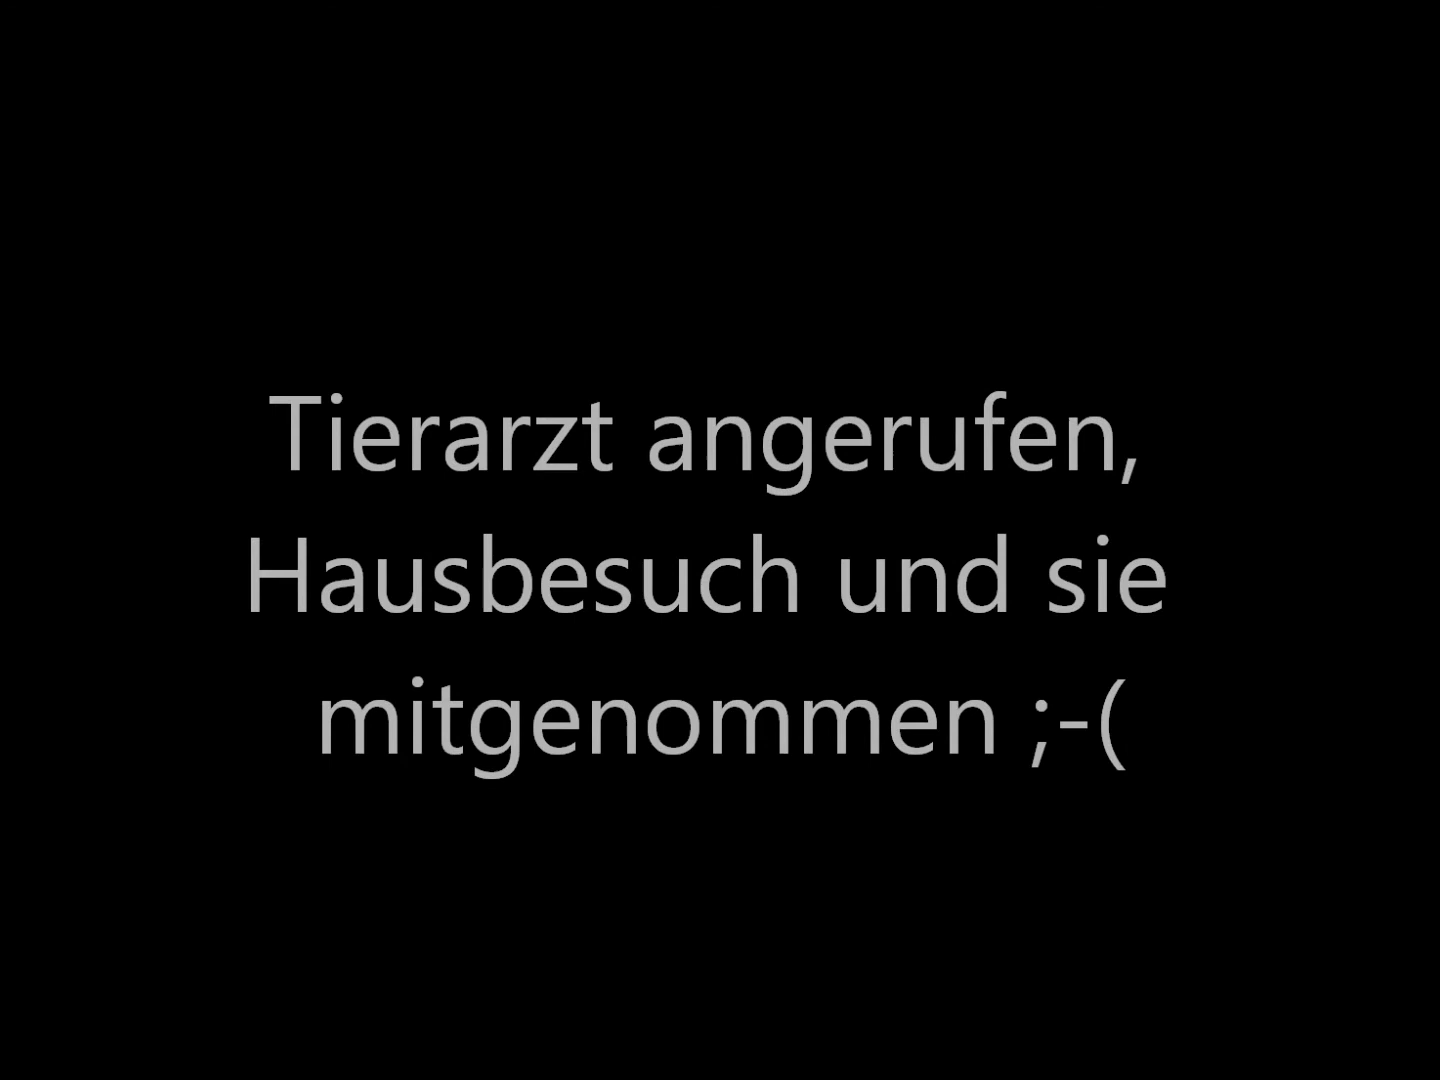 Tierarzt angerufen,
Hausbesuch und sie
mitgenommen ;-(